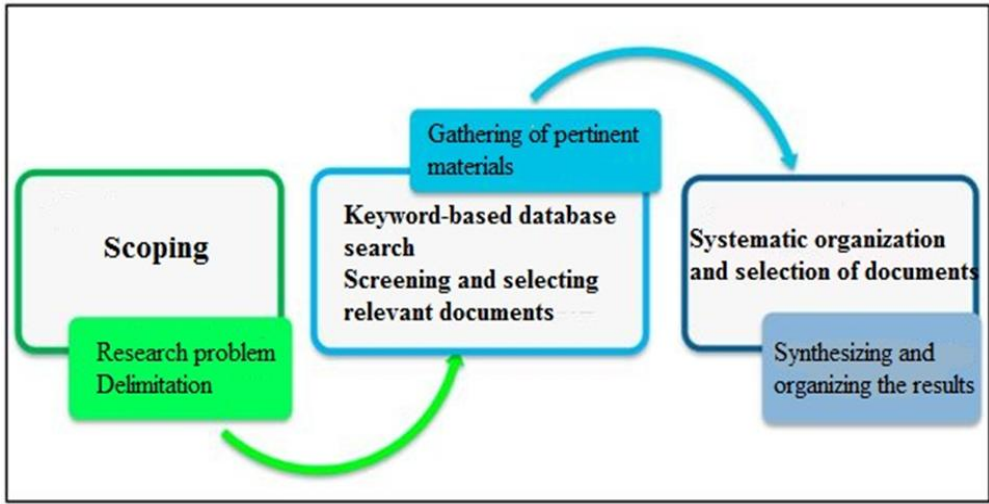 Scoping
Research problem
Delimitation
Gathering of pertinent
materials
Keyword-based database
search
Screening and selecting
relevant documents
Systematic organization
and selection of documents
Synthesizing and
organizing the results